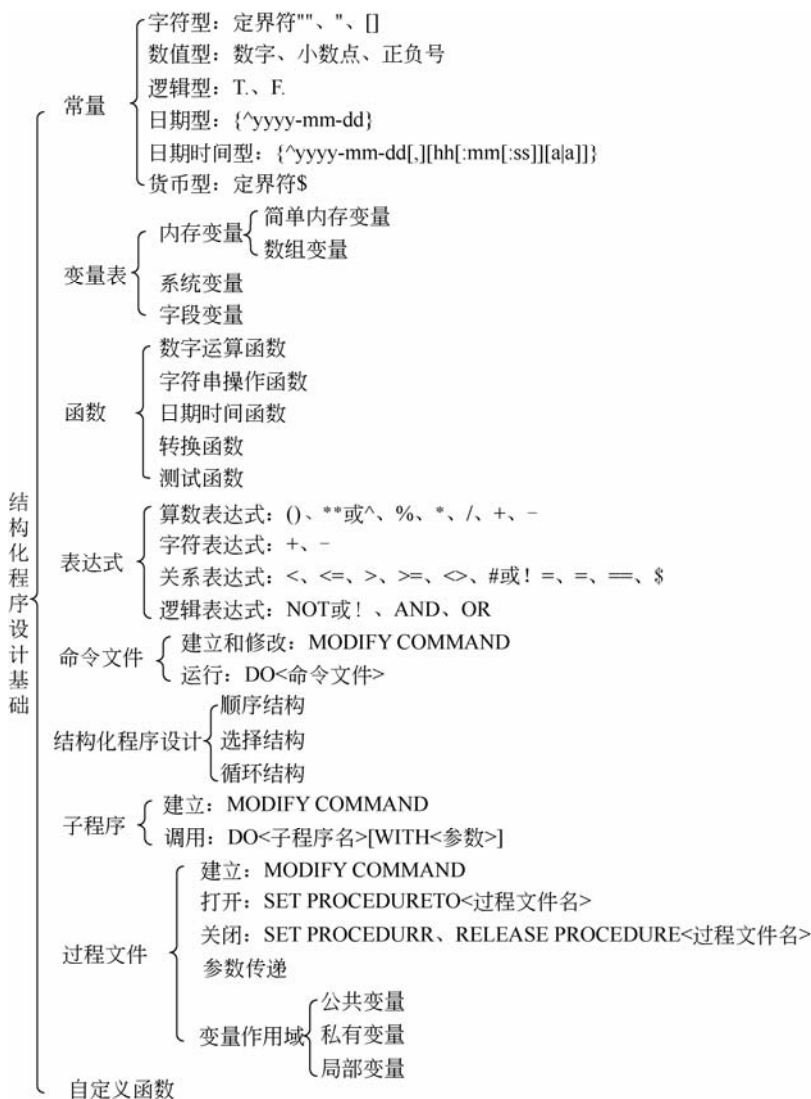 结构化程序设计基础
常量
字符型：定界符""、''、[]
数值型：数字、小数点、正负号
逻辑型：T.、F.
日期型：{^yyyy-mm-dd}
日期时间型：{^yyyy-mm-dd[,][hh[:mm[:ss]][a|a]]}
货币型：定界符$
变量表
内存变量
简单内存变量
数组变量
系统变量
字段变量
函数
数字运算函数
字符串操作函数
日期时间函数
转换函数
测试函数
表达式
算数表达式：()、**或^、%、*、/、+、-
字符表达式：+、-
关系表达式：<、<=、>、>=、<>、#或！=、=、==、$
逻辑表达式：NOT或！、AND、OR
命令文件
建立和修改：MODIFY COMMAND
运行：DO<命令文件>
结构化程序设计
顺序结构
选择结构
循环结构
子程序
建立：MODIFY COMMAND
调用：DO<子程序名>[WITH<参数>]
过程文件
建立：MODIFY COMMAND
打开：SET PROCEDURETO<过程文件名>
关闭：SET PROCEDURR、RELEASE PROCEDURE<过程文件名>
参数传递
变量作用域
公共变量
私有变量
局部变量
自定义函数